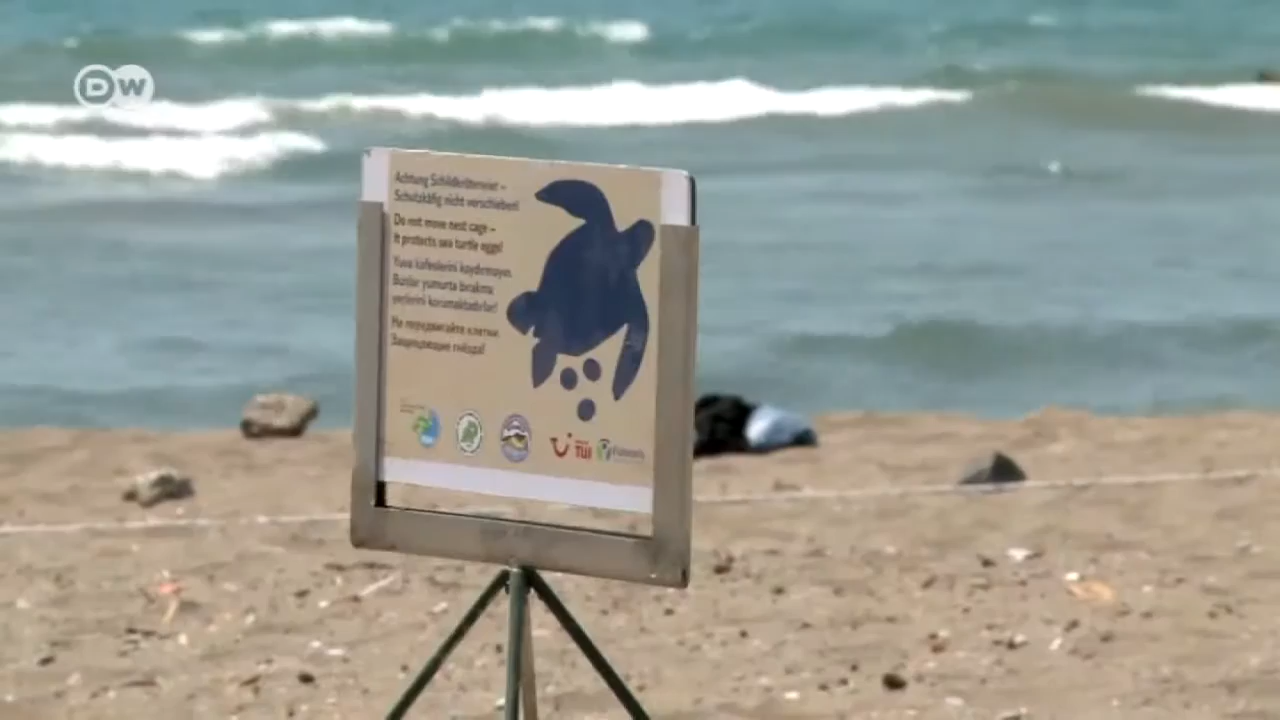 DW
Achtung Schildkröteneier –
Schutzkäfig nicht verschieben!
Do not move nest cage –
It protects sea turtle eggs!
Yuva kafeslerini kaydırmayın.
Bunlar yumurta bırakma
yerlerini korumaktadırlar!
Не передвигайте клетки
Защищающие гнёзда!
TUI